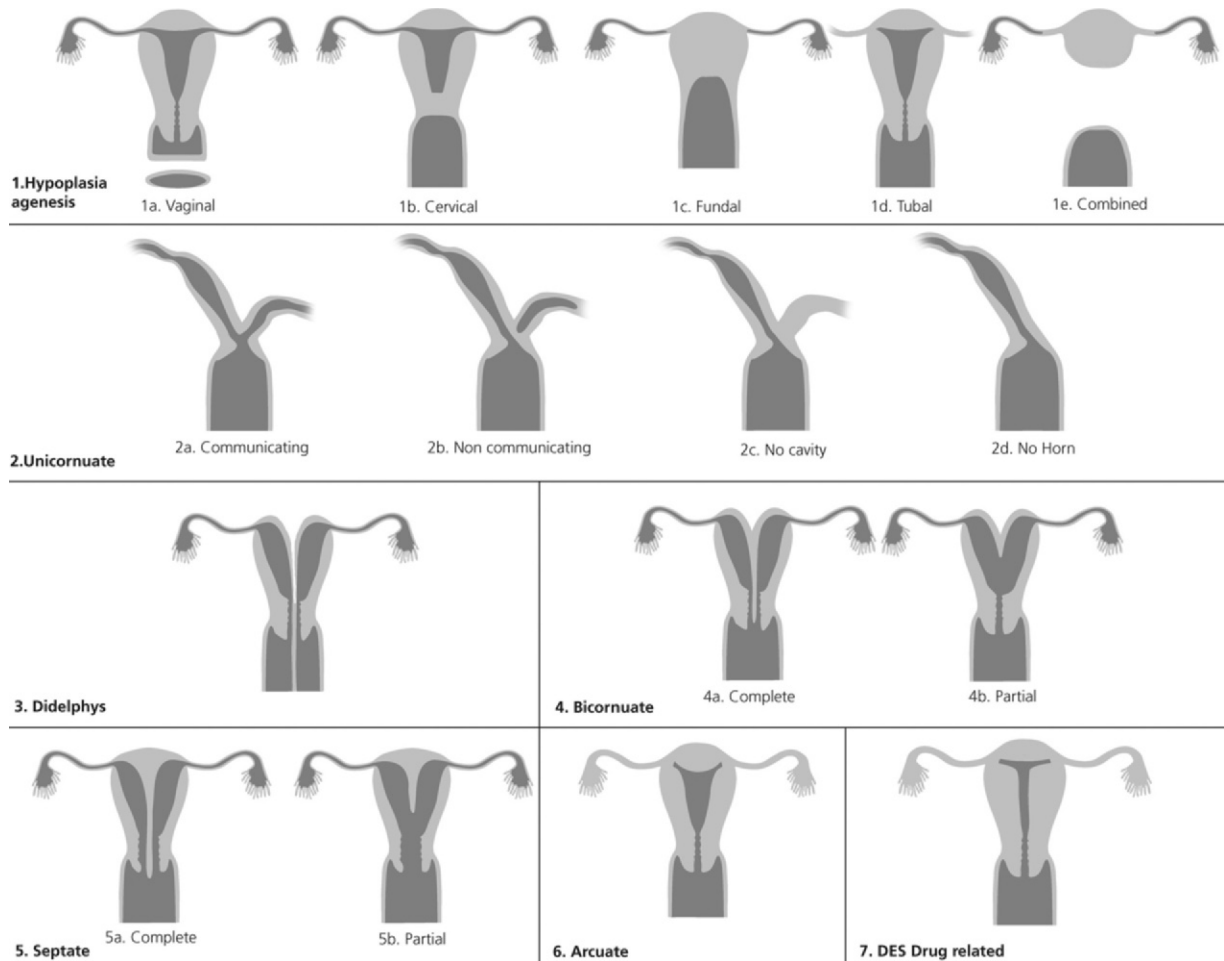 1.Hypoplasia
agenesis
1a. Vaginal
1b. Cervical
1c. Fundal
1d. Tubal
1e. Combined
2.Unicornuate
2a. Communicating
2b. Non communicating
2c. No cavity
2d. No Horn
3. Didelphys
4. Bicornuate
4a. Complete
4b. Partial
5. Septate
5a. Complete
5b. Partial
6. Arcuate
7. DES Drug related